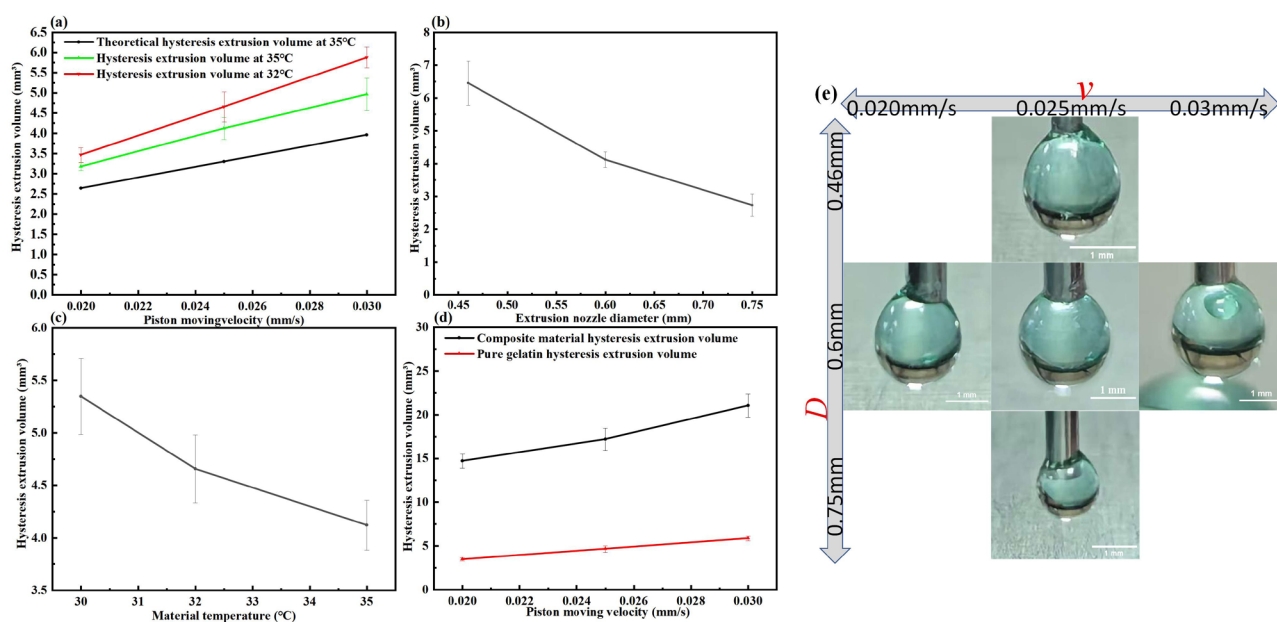 (a)
Theoretical hysteresis extrusion volume at 35℃
Hysteresis extrusion volume at 35℃
Hysteresis extrusion volume at 32℃
Hysteresis extrusion volume (mm³)
6.5
6.0
5.5
5.0
4.5
4.0
3.5
3.0
2.5
2.0
1.5
1.0
0.5
0.0
0.020 0.022 0.024 0.026 0.028 0.030
Piston movingvelocity (mm/s)
(b)
Hysteresis extrusion volume (mm³)
8
7
6
5
4
3
2
1
0
0.45 0.50 0.55 0.60 0.65 0.70 0.75
Extrusion nozzle diameter (mm)
(c)
Hysteresis extrusion volume (mm³)
6.0
5.5
5.0
4.5
4.0
3.5
30 31 32 33 34 35
Material temperature (℃)
(d)
Composite material hysteresis extrusion volume
Pure gelatin hysteresis extrusion volume
Hysteresis extrusion volume (mm³)
30
25
20
15
10
5
0
0.020 0.022 0.024 0.026 0.028 0.030
Piston moving velocity (mm/s)
(e)
v
0.020mm/s 0.025mm/s 0.03mm/s
D
0.46mm
0.6mm
0.75mm
1 mm
1 mm
1 mm
1 mm
1 mm